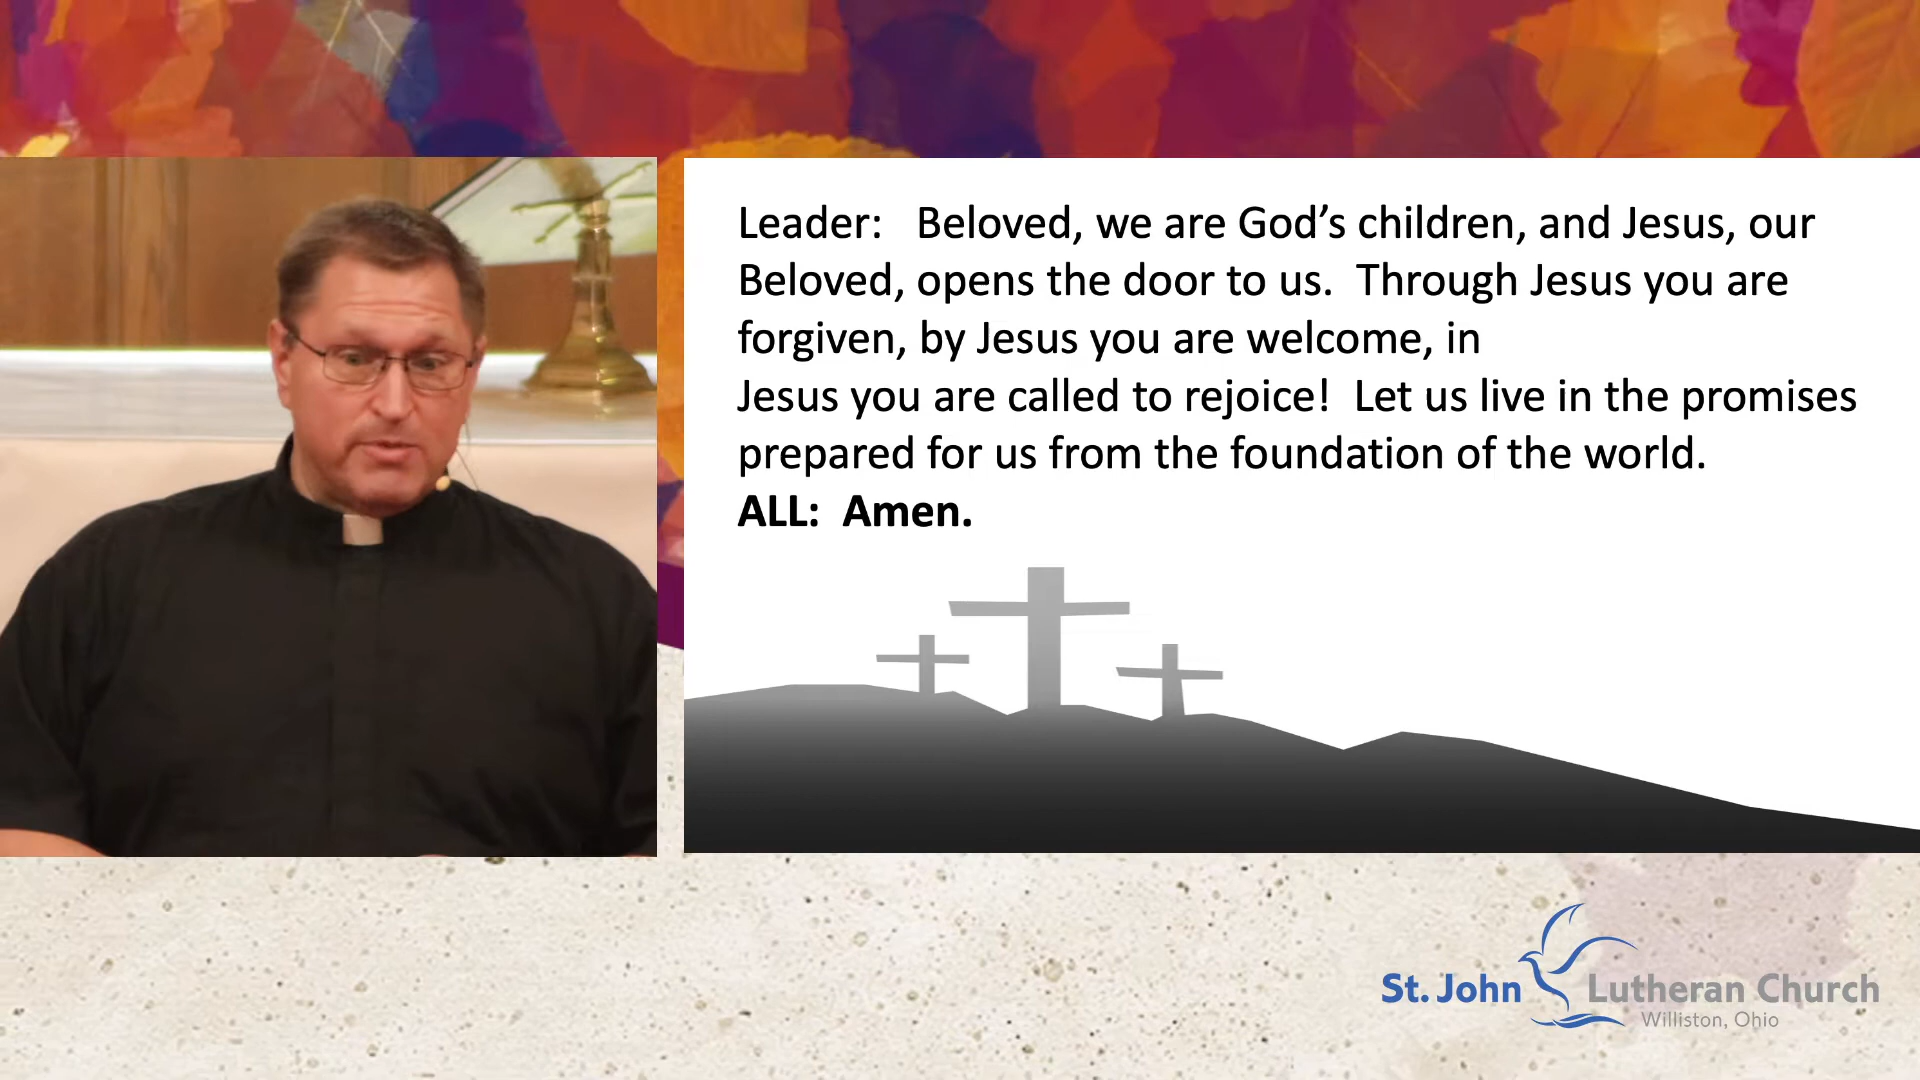 Leader:   Beloved, we are God’s children, and Jesus, our
Beloved, opens the door to us.  Through Jesus you are
forgiven, by Jesus you are welcome, in
Jesus you are called to rejoice!  Let us live in the promises
prepared for us from the foundation of the world.
ALL:  Amen.
St. John Lutheran Church
Williston, Ohio